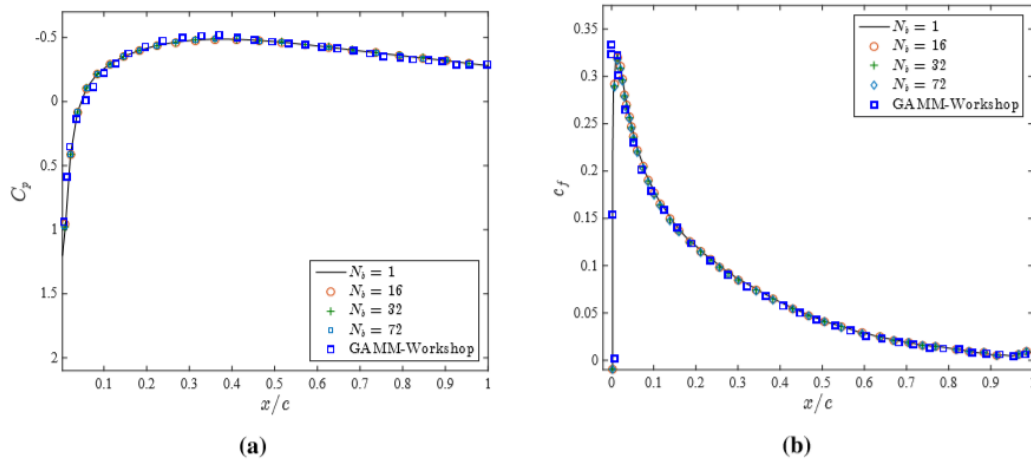 -0.5
0
0.5
1
1.5
2
C_p
0.1 0.2 0.3 0.4 0.5 0.6 0.7 0.8 0.9 1
x/c
N_b = 1
N_b = 16
N_b = 32
N_b = 72
GAMM-Workshop
(a)
0.35
0.3
0.25
0.2
0.15
0.1
0.05
0
c_f
0 0.1 0.2 0.3 0.4 0.5 0.6 0.7 0.8 0.9 1
x/c
N_b = 1
N_b = 16
N_b = 32
N_b = 72
GAMM-Workshop
(b)